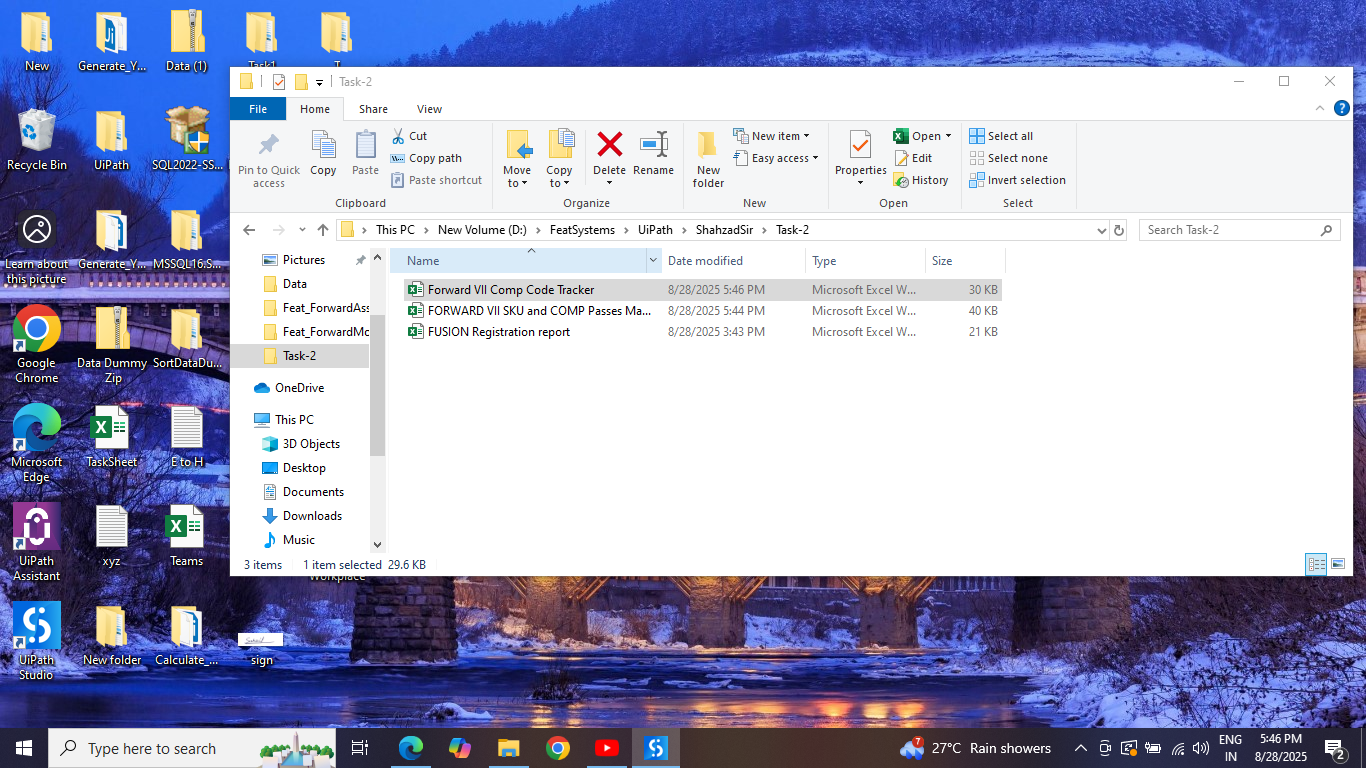 New
Generate_Y...
Data (1)
Task1
T
Recycle Bin
UiPath
SQL2022-SS...
Learn about
this picture
Generate_Y...
MSSQL16.S...
Google
Chrome
Data Dummy
Zip
SortDataDu...
Microsoft
Edge
TaskSheet
E to H
UiPath
Assistant
xyz
Teams
UiPath
Studio
New folder
Calculate_...
sign
Workplace
Task-2
File
Home
Share
View
Pin to Quick
access
Copy
Paste
Cut
Copy path
Paste shortcut
Clipboard
Move
to
Copy
to
Delete
Rename
Organize
New
folder
New item
Easy access
New
Properties
Open
Edit
History
Open
Select all
Select none
Invert selection
Select
This PC
New Volume (D:)
FeatSystems
UiPath
ShahzadSir
Task-2
Search Task-2
Pictures
Data
Feat_ForwardAss
Feat_ForwardMc
Task-2
OneDrive
This PC
3D Objects
Desktop
Documents
Downloads
Music
Name
Date modified
Type
Size
Forward VII Comp Code Tracker 8/28/2025 5:46 PM Microsoft Excel W... 30 KB
FORWARD VII SKU and COMP Passes Ma... 8/28/2025 5:44 PM Microsoft Excel W... 40 KB
FUSION Registration report 8/28/2025 3:43 PM Microsoft Excel W... 21 KB
3 items 1 item selected 29.6 KB
Type here to search
7
27°C Rain showers
ENG
IN
5:46 PM
8/28/2025
2